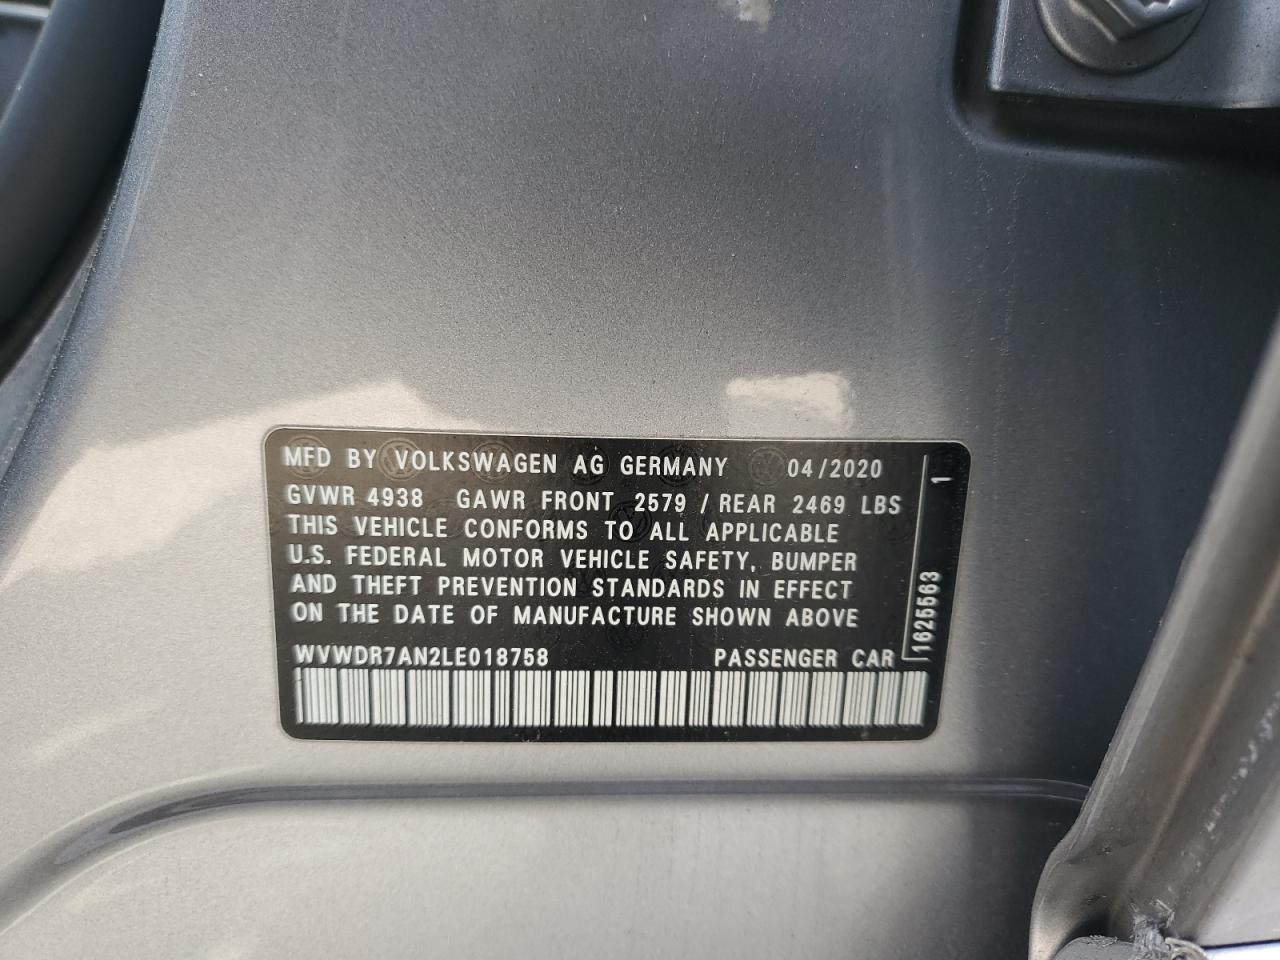 MFD BY VOLKSWAGEN AG GERMANY 04/2020
GVWR 4938 GAWR FRONT 2579 / REAR 2469 LBS
THIS VEHICLE CONFORMS TO ALL APPLICABLE
U.S. FEDERAL MOTOR VEHICLE SAFETY, BUMPER
AND THEFT PREVENTION STANDARDS IN EFFECT
ON THE DATE OF MANUFACTURE SHOWN ABOVE
WVWDR7AN2LE018758 PASSENGER CAR
1625563 1